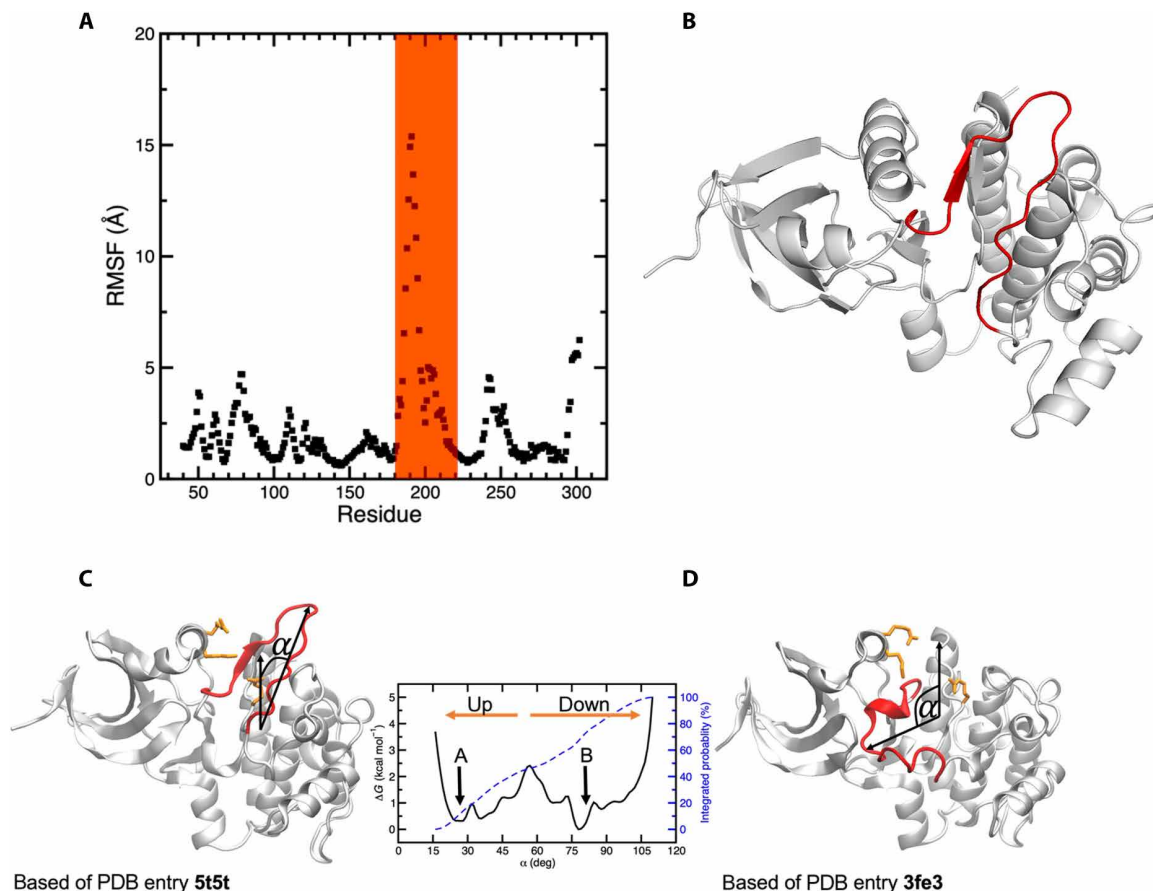 A
B
20
15
10
5
0
RMSF (Å)
50
100
150
200
250
300
Residue
C
D
α
Up
Down
A
B
5
4
3
2
1
0
ΔG (kcal mol⁻¹)
100
80
60
40
20
0
Integrated probablity (%)
0
15
30
45
60
75
90
105
120
α (deg)
α
Based of PDB entry 5t5t
Based of PDB entry 3fe3